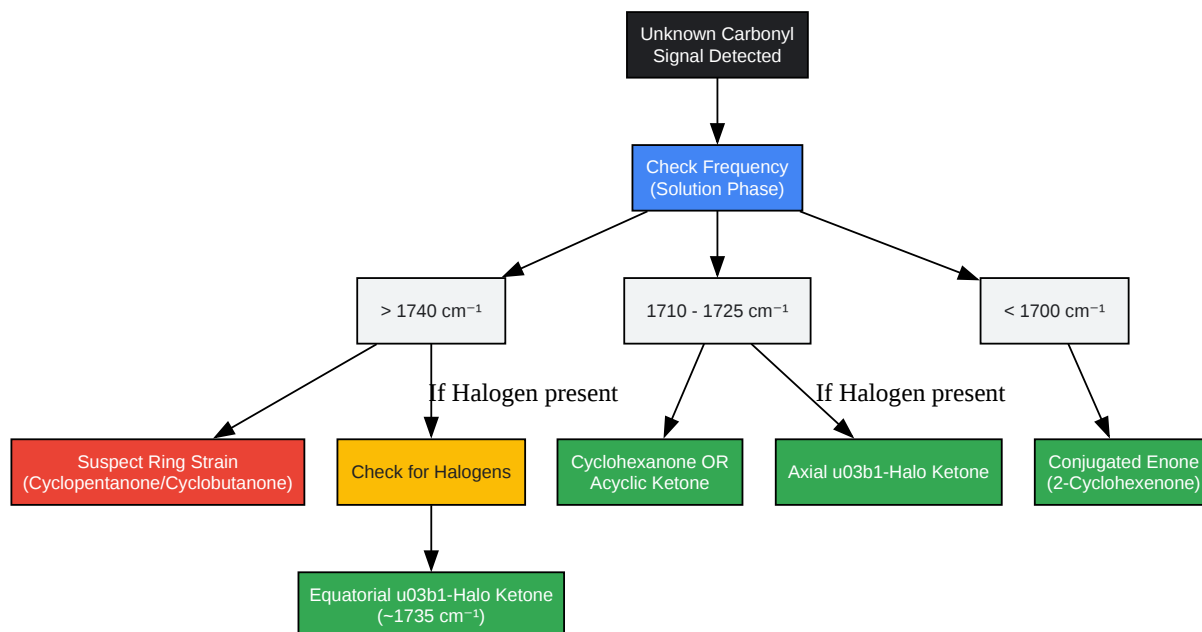 Unknown Carbonyl
Signal Detected
Check Frequency
(Solution Phase)
> 1740 cm⁻¹
1710 - 1725 cm⁻¹
< 1700 cm⁻¹
If Halogen present
If Halogen present
Suspect Ring Strain
(Cyclopentanone/Cyclobutanone)
Check for Halogens
Cyclohexanone OR
Acyclic Ketone
Axial u03b1-Halo Ketone
Conjugated Enone
(2-Cyclohexenone)
Equatorial u03b1-Halo Ketone
(~1735 cm⁻¹)